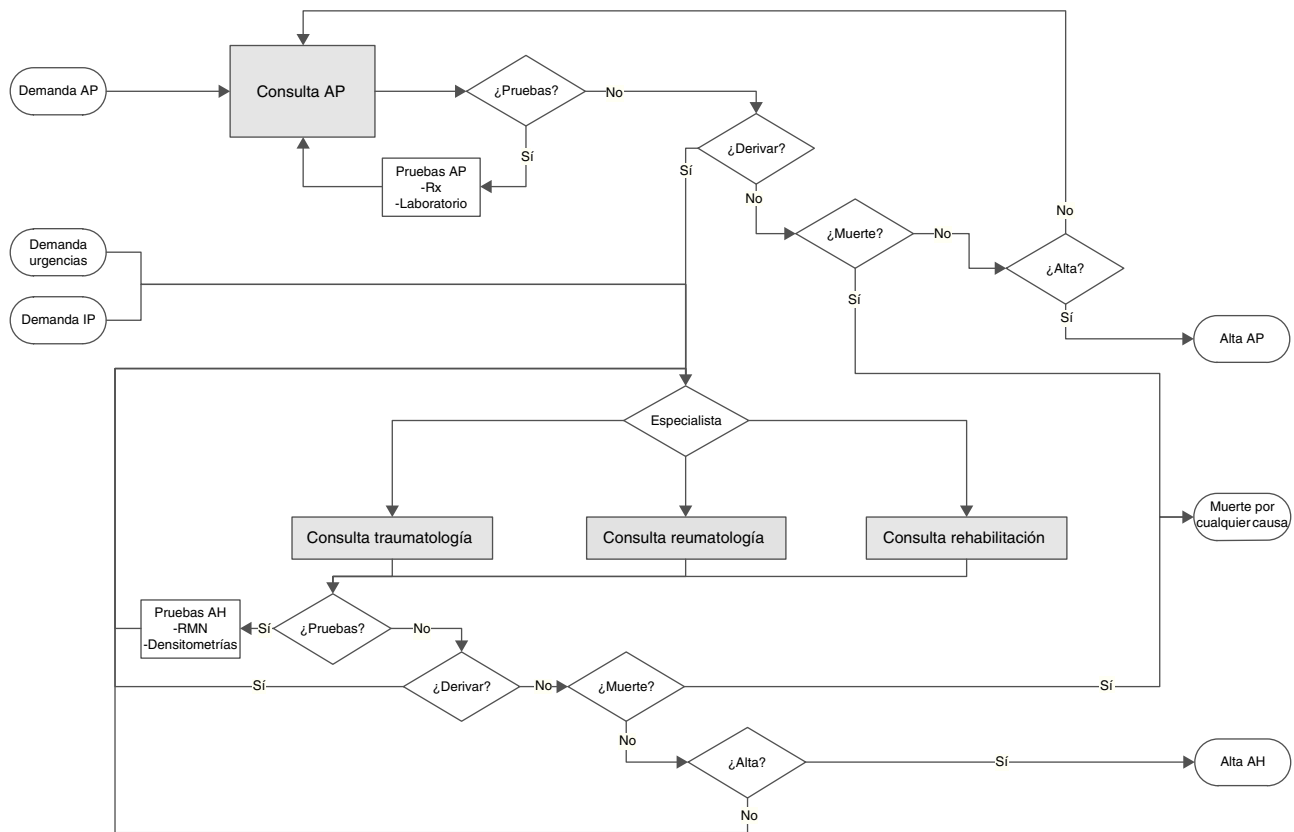 Demanda AP
Consulta AP
¿Pruebas?
No
Sí
Pruebas AP
-Rx
-Laboratorio
¿Derivar?
Sí
No
¿Muerte?
No
Sí
¿Alta?
No
Sí
Alta AP
Demanda
urgencias
Demanda IP
Especialista
Consulta traumatología
Consulta reumatología
Consulta rehabilitación
Muerte por
cualquier causa
Pruebas AH
-RMN
-Densitometrías
Sí
¿Pruebas?
No
Sí
¿Derivar?
No
¿Muerte?
Sí
No
¿Alta?
Sí
No
Alta AH